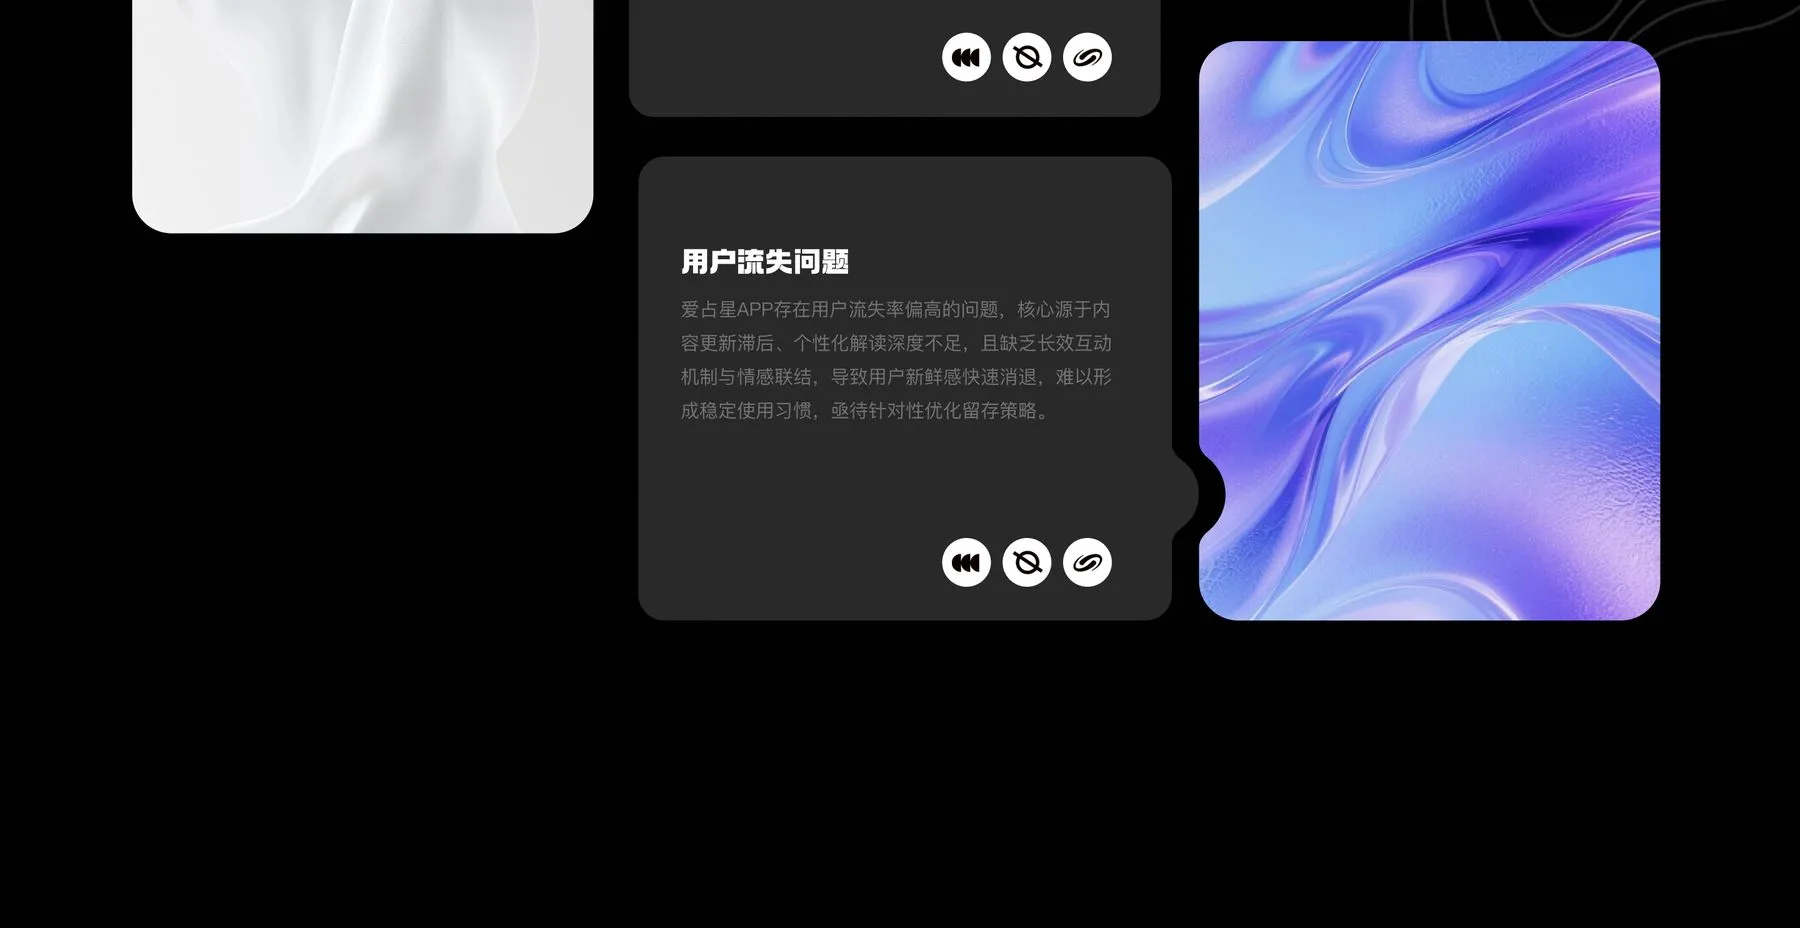 用户流失问题
爱占星APP存在用户流失率偏高的问题，核心源于内
容更新滞后、个性化解读深度不足，且缺乏长效互动
机制与情感联结，导致用户新鲜感快速消退，难以形
成稳定使用习惯，亟待针对性优化留存策略。